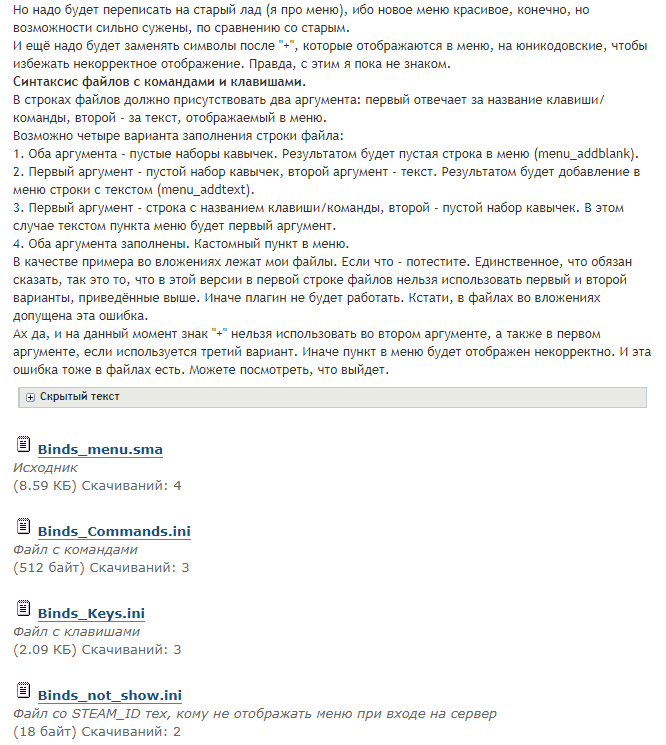 Но надо будет переписать на старый лад (я про меню), ибо новое меню красивое, конечно, но
возможности сильно сужены, по сравнению со старым.
И ещё надо будет заменять символы после "+", которые отображаются в меню, на юникодовские, чтобы
избежать некорректное отображение. Правда, с этим я пока не знаком.
Синтаксис файлов с командами и клавишами.
В строках файлов должно присутствовать два аргумента: первый отвечает за название клавиши/
команды, второй - за текст, отображаемый в меню.
Возможно четыре варианта заполнения строки файла:
1. Оба аргумента - пустые наборы кавычек. Результатом будет пустая строка в меню (menu_addblank).
2. Первый аргумент - пустой набор кавычек, второй аргумент - текст. Результатом будет добавление в
меню строки с текстом (menu_addtext).
3. Первый аргумент - строка с названием клавиши/команды, второй - пустой набор кавычек. В этом
случае текстом пункта меню будет первый аргумент.
4. Оба аргумента заполнены. Кастомный пункт в меню.
В качестве примера во вложениях лежат мои файлы. Если что - потестите. Единственное, что обязан
сказать, так это то, что в этой версии в первой строке файлов нельзя использовать первый и второй
варианты, приведённые выше. Иначе плагин не будет работать. Кстати, в файлах во вложениях
допущена эта ошибка.
Ах да, и на данный момент знак "+" нельзя использовать во втором аргументе, а также в первом
аргументе, если используется третий вариант. Иначе пункт в меню будет отображен некорректно. И эта
ошибка тоже в файлах есть. Можете посмотреть, что выйдет.
Скрытый текст
Binds_menu.sma
Исходник
(8.59 КБ) Скачиваний: 4
Binds_Commands.ini
Файл с командами
(512 байт) Скачиваний: 3
Binds_Keys.ini
Файл с клавишами
(2.09 КБ) Скачиваний: 3
Binds_not_show.ini
Файл со STEAM_ID тех, кому не отображать меню при входе на сервер
(18 байт) Скачиваний: 2